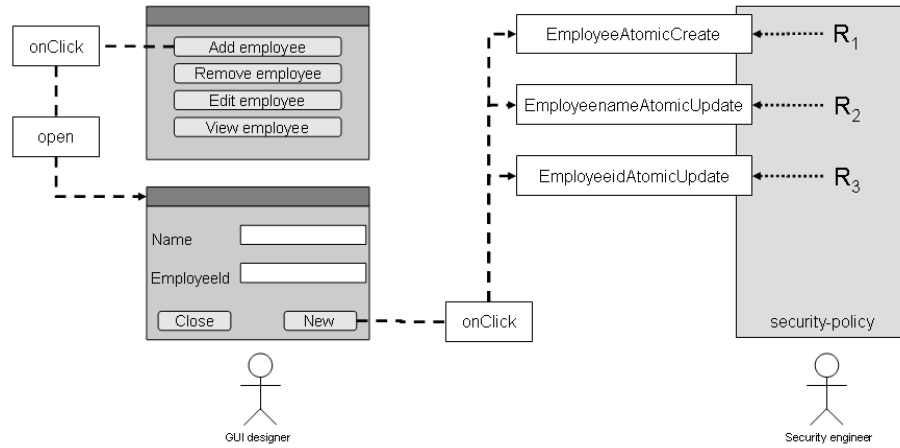 onClick
open
Add employee
Remove employee
Edit employee
View employee
Name
EmployeeId
Close
New
onClick
EmployeeAtomicCreate
EmployeenameAtomicUpdate
EmployeeidAtomicUpdate
R1
R2
R3
security-policy
GUI designer
Security engineer